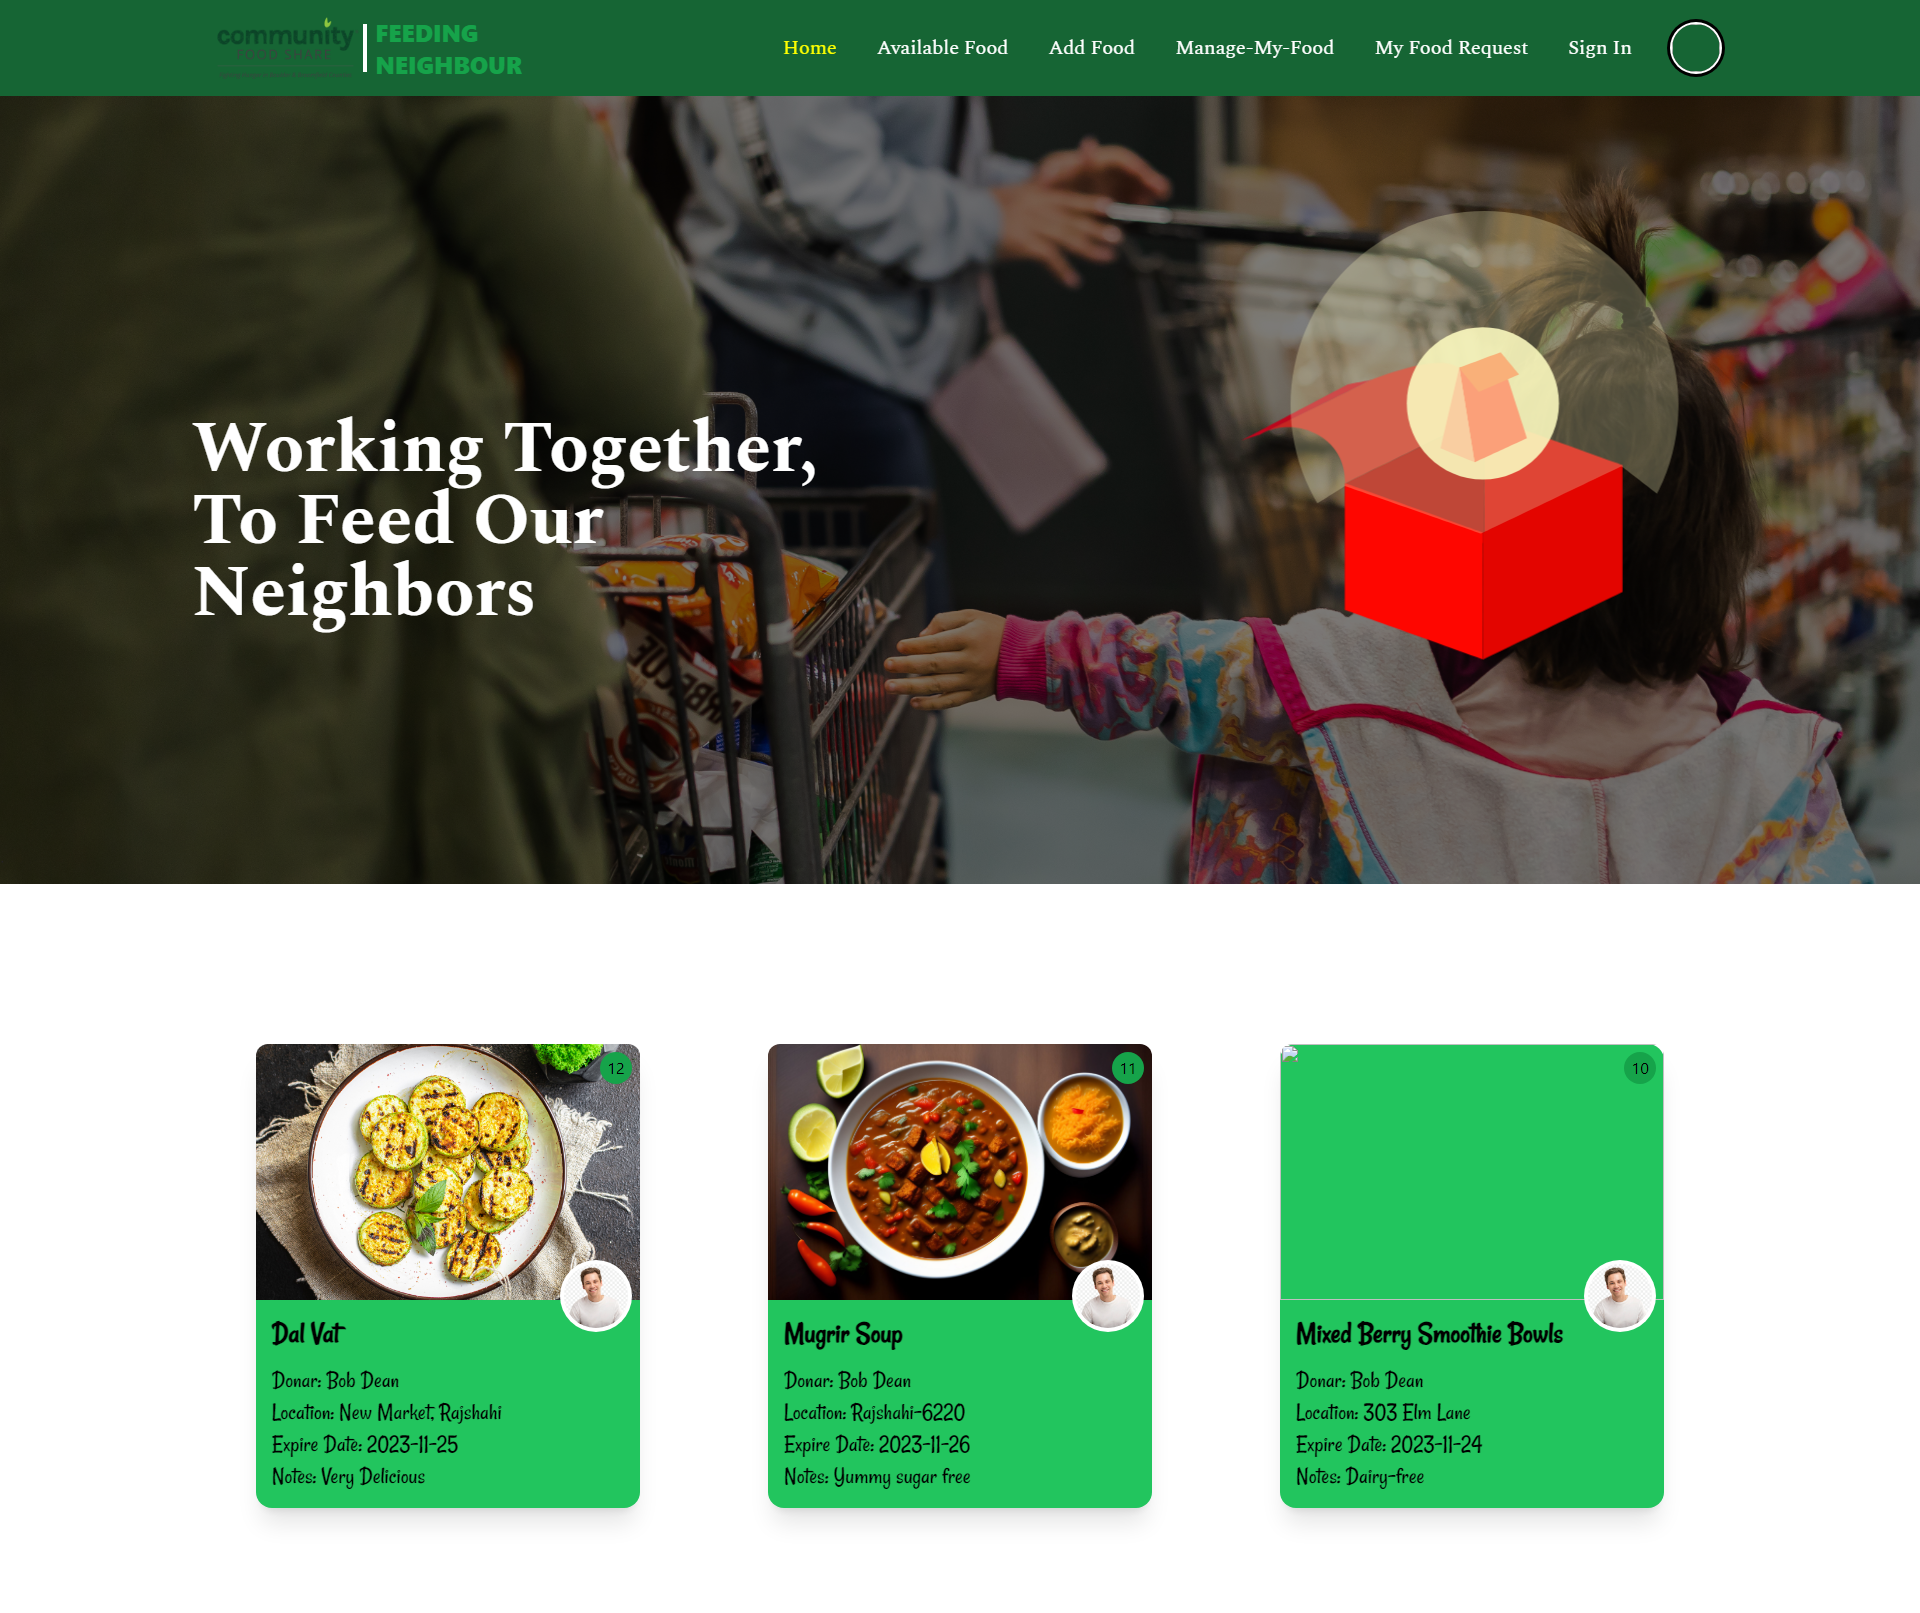 community
FOOD SHARE
FEEDING
NEIGHBOUR
Home
Available Food
Add Food
Manage-My-Food
My Food Request
Sign In
Working Together,
To Feed Our
Neighbors
12
Dal Vat
Donar: Bob Dean
Location: New Market, Rajshahi
Expire Date: 2023-11-25
Notes: Very Delicious
11
Mugrir Soup
Donar: Bob Dean
Location: Rajshahi-6220
Expire Date: 2023-11-26
Notes: Yummy sugar free
10
Mixed Berry Smoothie Bowls
Donar: Bob Dean
Location: 303 Elm Lane
Expire Date: 2023-11-24
Notes: Dairy-free